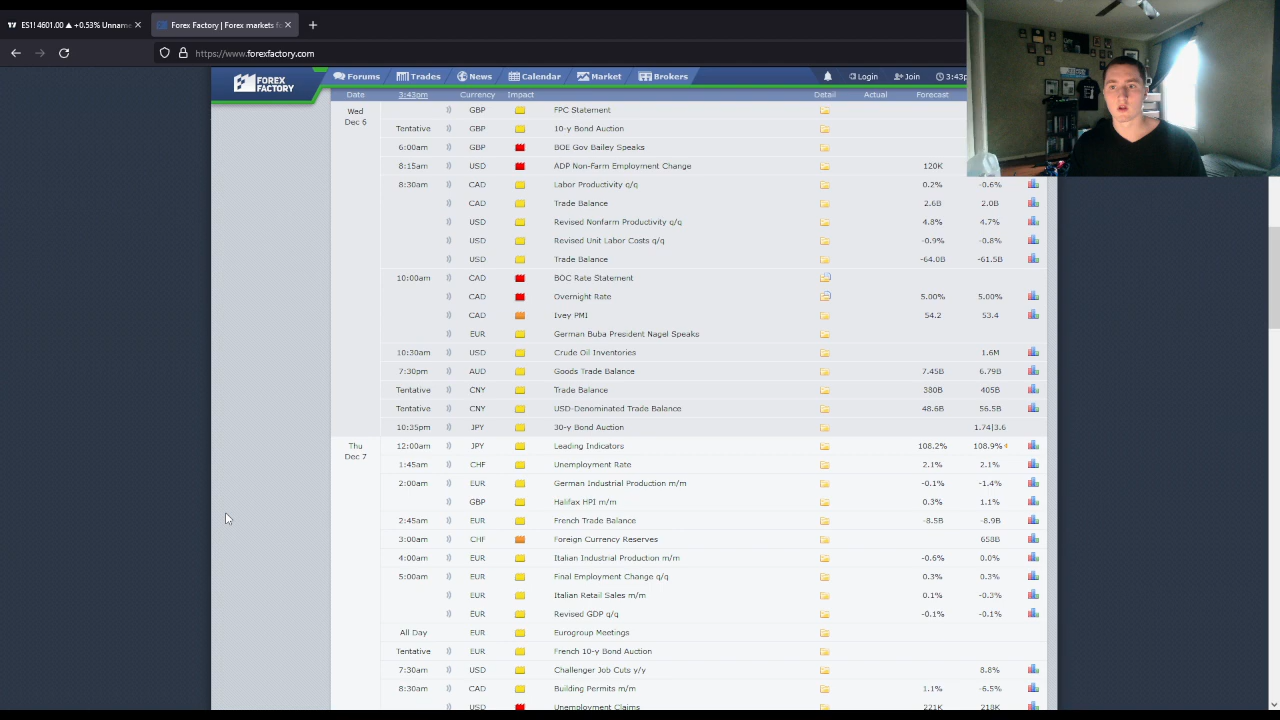 ES1! 4601.00 ▲ +0.53% Unname
Forex Factory | Forex markets f
https://www.forexfactory.com
FOREX FACTORY Forums Trades News Calendar Market Brokers Login Join 3:43p
Date 3:43pm Currency Impact Detail Actual Forecast
Wed Dec 6 GBP FPC Statement
Tentative GBP 10-y Bond Auction
6:00am GBP BOE Gov Bailey Speaks
8:15am USD ADP Non-Farm Employment Change 120K
8:30am CAD Labor Productivity q/q 0.2% -0.6%
CAD Trade Balance 2.6B 2.0B
USD Revised Nonfarm Productivity q/q 4.8% 4.7%
USD Revised Unit Labor Costs q/q -0.9% -0.8%
USD Trade Balance -64.0B -61.5B
10:00am CAD BOC Rate Statement
CAD Overnight Rate 5.00% 5.00%
CAD Ivey PMI 54.2 53.4
EUR German Buba President Nagel Speaks
10:30am USD Crude Oil Inventories 1.6M
7:30pm AUD Goods Trade Balance 7.45B 6.79B
Tentative CNY Trade Balance 380B 405B
Tentative CNY USD-Denominated Trade Balance 48.6B 56.5B
10:35pm JPY 30-y Bond Auction 1.74|3.6
Thu Dec 7 12:00am JPY Leading Indicators 108.2% 108.9%
1:45am CHF Unemployment Rate 2.1% 2.1%
2:00am EUR German Industrial Production m/m -0.1% -1.4%
GBP Halifax HPI m/m 0.3% 1.1%
2:45am EUR French Trade Balance -8.5B -8.9B
3:00am CHF Foreign Currency Reserves 658B
4:00am EUR Italian Industrial Production m/m -0.6% 0.0%
5:00am EUR Final Employment Change q/q 0.3% 0.3%
EUR Italian Retail Sales m/m 0.1% -0.3%
EUR Revised GDP q/q -0.1% -0.1%
All Day EUR Eurogroup Meetings
Tentative EUR French 10-y Bond Auction
7:30am USD Challenger Job Cuts y/y 8.8%
8:30am CAD Building Permits m/m 1.1% -6.5%
USD Unemployment Claims 221K 218K